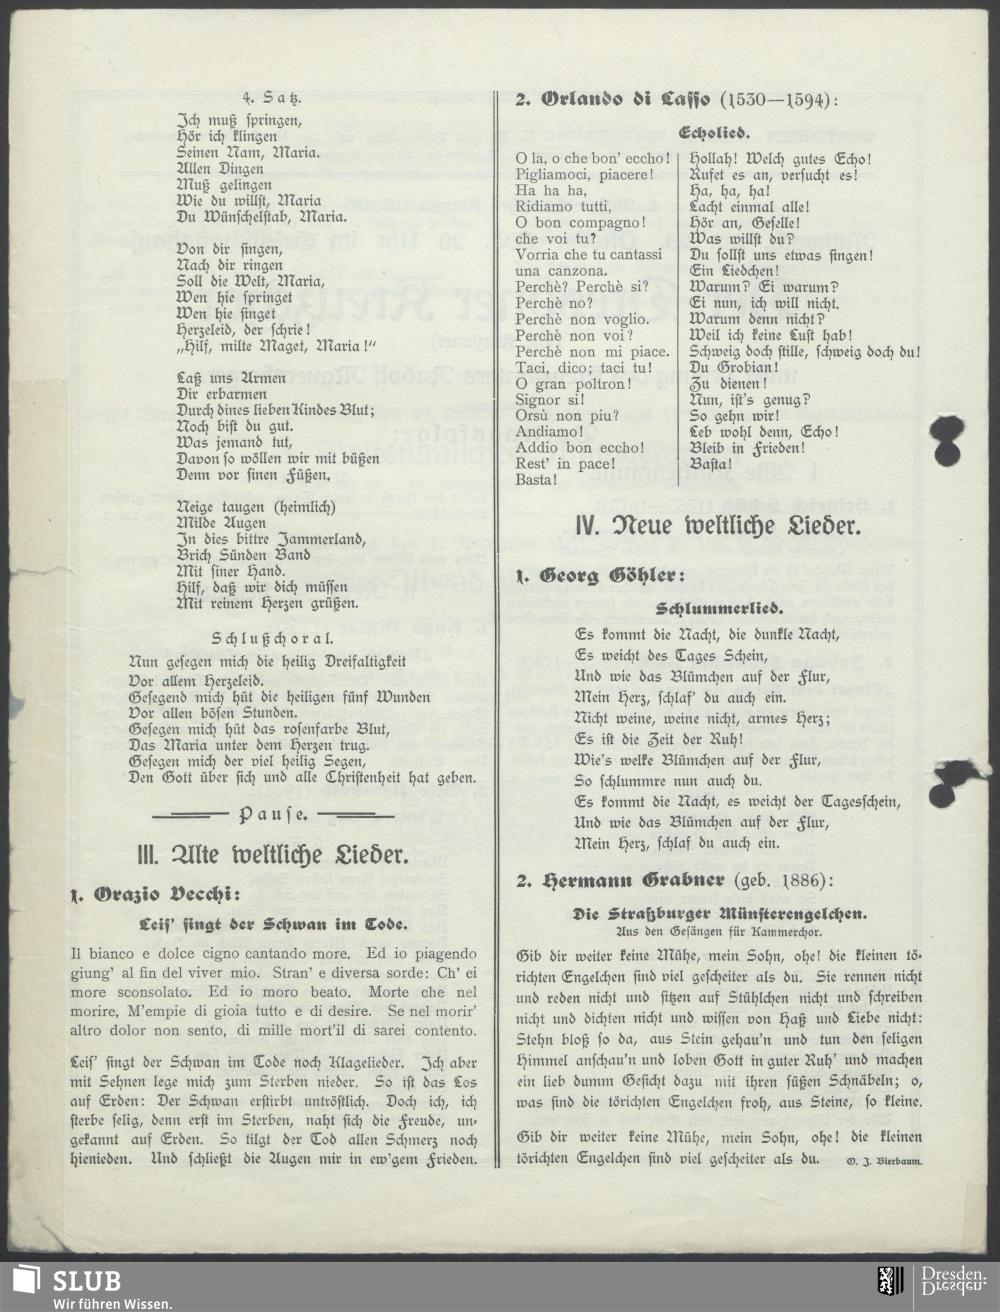 4. Satz.
Ich muß springen,
Hör ich klingen
Seinen Nam, Maria.
Allen Dingen
Muß gelingen
Wie du willst, Maria
Du Wünschelstab, Maria.
Von dir singen,
Nach dir ringen
Soll die Welt, Maria,
Wen hie springet
Wen hie singet
Herzeleid, der schrie!
„Hilf, milte Maget, Maria!“
Laß uns Armen
Dir erbarmen
Durch dines lieben Kindes Blut;
Noch bist du gut.
Was jemand tut,
Davon so wöllen wir mit büßen
Denn vor sinen Füßen.
Neige taugen (heimlich)
Milde Augen
In dies bittre Jammerland,
Brich Sünden Band
Mit siner Hand.
Hilf, daß wir dich müssen
Mit reinem Herzen grüßen.
Schlußchoral.
Nun gesegen mich die heilig Dreifaltigkeit
Vor allem Herzeleid.
Gesegend mich hüt die heiligen fünf Wunden
Vor allen bösen Stunden.
Gesegen mich hüt das rosenfarbe Blut,
Das Maria unter dem Herzen trug.
Gesegen mich der viel heilig Segen,
Den Gott über sich und alle Christenheit hat geben.
Pause.
III. Alte weltliche Lieder.
1. Orazio Vecchi:
Leis' singt der Schwan im Tode.
Il bianco e dolce cigno cantando more. Ed io piagendo
giung' al fin del viver mio. Stran' e diversa sorde: Ch' ei
more sconsolato. Ed io moro beato. Morte che nel
morire, M'empie di gioia tutto e di desire. Se nel morir'
altro dolor non sento, di mille mort'il di sarei contento.
Leis' singt der Schwan im Tode noch Klagelieder. Ich aber
mit Sehnen lege mich zum Sterben nieder. So ist das Los
auf Erden: Der Schwan erstirbt untröstlich. Doch ich, ich
sterbe selig, denn erst im Sterben, naht sich die Freude, un-
gekannt auf Erden. So tilgt der Tod allen Schmerz noch
hienieden. Und schließt die Augen mir in ew'gem Frieden.
2. Orlando di Lasso (1530—1594):
Echolied.
O la, o che bon' eccho!
Pigliamoci, piacere!
Ha ha ha,
Ridiamo tutti,
O bon compagno!
che voi tu?
Vorria che tu cantassi
una canzona.
Perchè? Perchè si?
Perchè no?
Perchè non voglio.
Perchè non voi?
Perchè non mi piace.
Taci, dico; taci tu!
O gran poltron!
Signor si!
Orsù non piu?
Andiamo!
Addio bon eccho!
Rest' in pace!
Basta!
Hollah! Welch gutes Echo!
Rufet es an, versucht es!
Ha, ha, ha!
Lacht einmal alle!
Hör an, Geselle!
Was willst du?
Du sollst uns etwas singen!
Ein Liedchen!
Warum? Ei warum?
Ei nun, ich will nicht.
Warum denn nicht?
Weil ich keine Lust hab!
Schweig doch stille, schweig doch du!
Du Grobian!
Zu dienen!
Nun, ist's genug?
So gehn wir!
Leb wohl denn, Echo!
Bleib in Frieden!
Basta!
IV. Neue weltliche Lieder.
1. Georg Göhler:
Schlummerlied.
Es kommt die Nacht, die dunkle Nacht,
Es weicht des Tages Schein,
Und wie das Blümchen auf der Flur,
Mein Herz, schlaf' du auch ein.
Nicht weine, weine nicht, armes Herz;
Es ist die Zeit der Ruh!
Wie's welke Blümchen auf der Flur,
So schlummre nun auch du.
Es kommt die Nacht, es weicht der Tagesschein,
Und wie das Blümchen auf der Flur,
Mein Herz, schlaf du auch ein.
2. Hermann Grabner (geb. 1886):
Die Straßburger Münsterengelchen.
Aus den Gesängen für Kammerchor.
Gib dir weiter keine Mühe, mein Sohn, ohe! die kleinen tö-
richten Engelchen sind viel gescheiter als du. Sie rennen nicht
und reden nicht und sitzen auf Stühlchen nicht und schreiben
nicht und dichten nicht und wissen von Haß und Liebe nicht:
Stehn bloß so da, aus Stein gehau'n und tun den seligen
Himmel anschau'n und loben Gott in guter Ruh' und machen
ein lieb dumm Gesicht dazu mit ihren süßen Schnäbeln; o,
was sind die törichten Engelchen froh, aus Steine, so kleine.
Gib dir weiter keine Mühe, mein Sohn, ohe! die kleinen
törichten Engelchen sind viel gescheiter als du. O. J. Bierbaum.
SLUB
Wir führen Wissen.
Dresden.
Dresden.